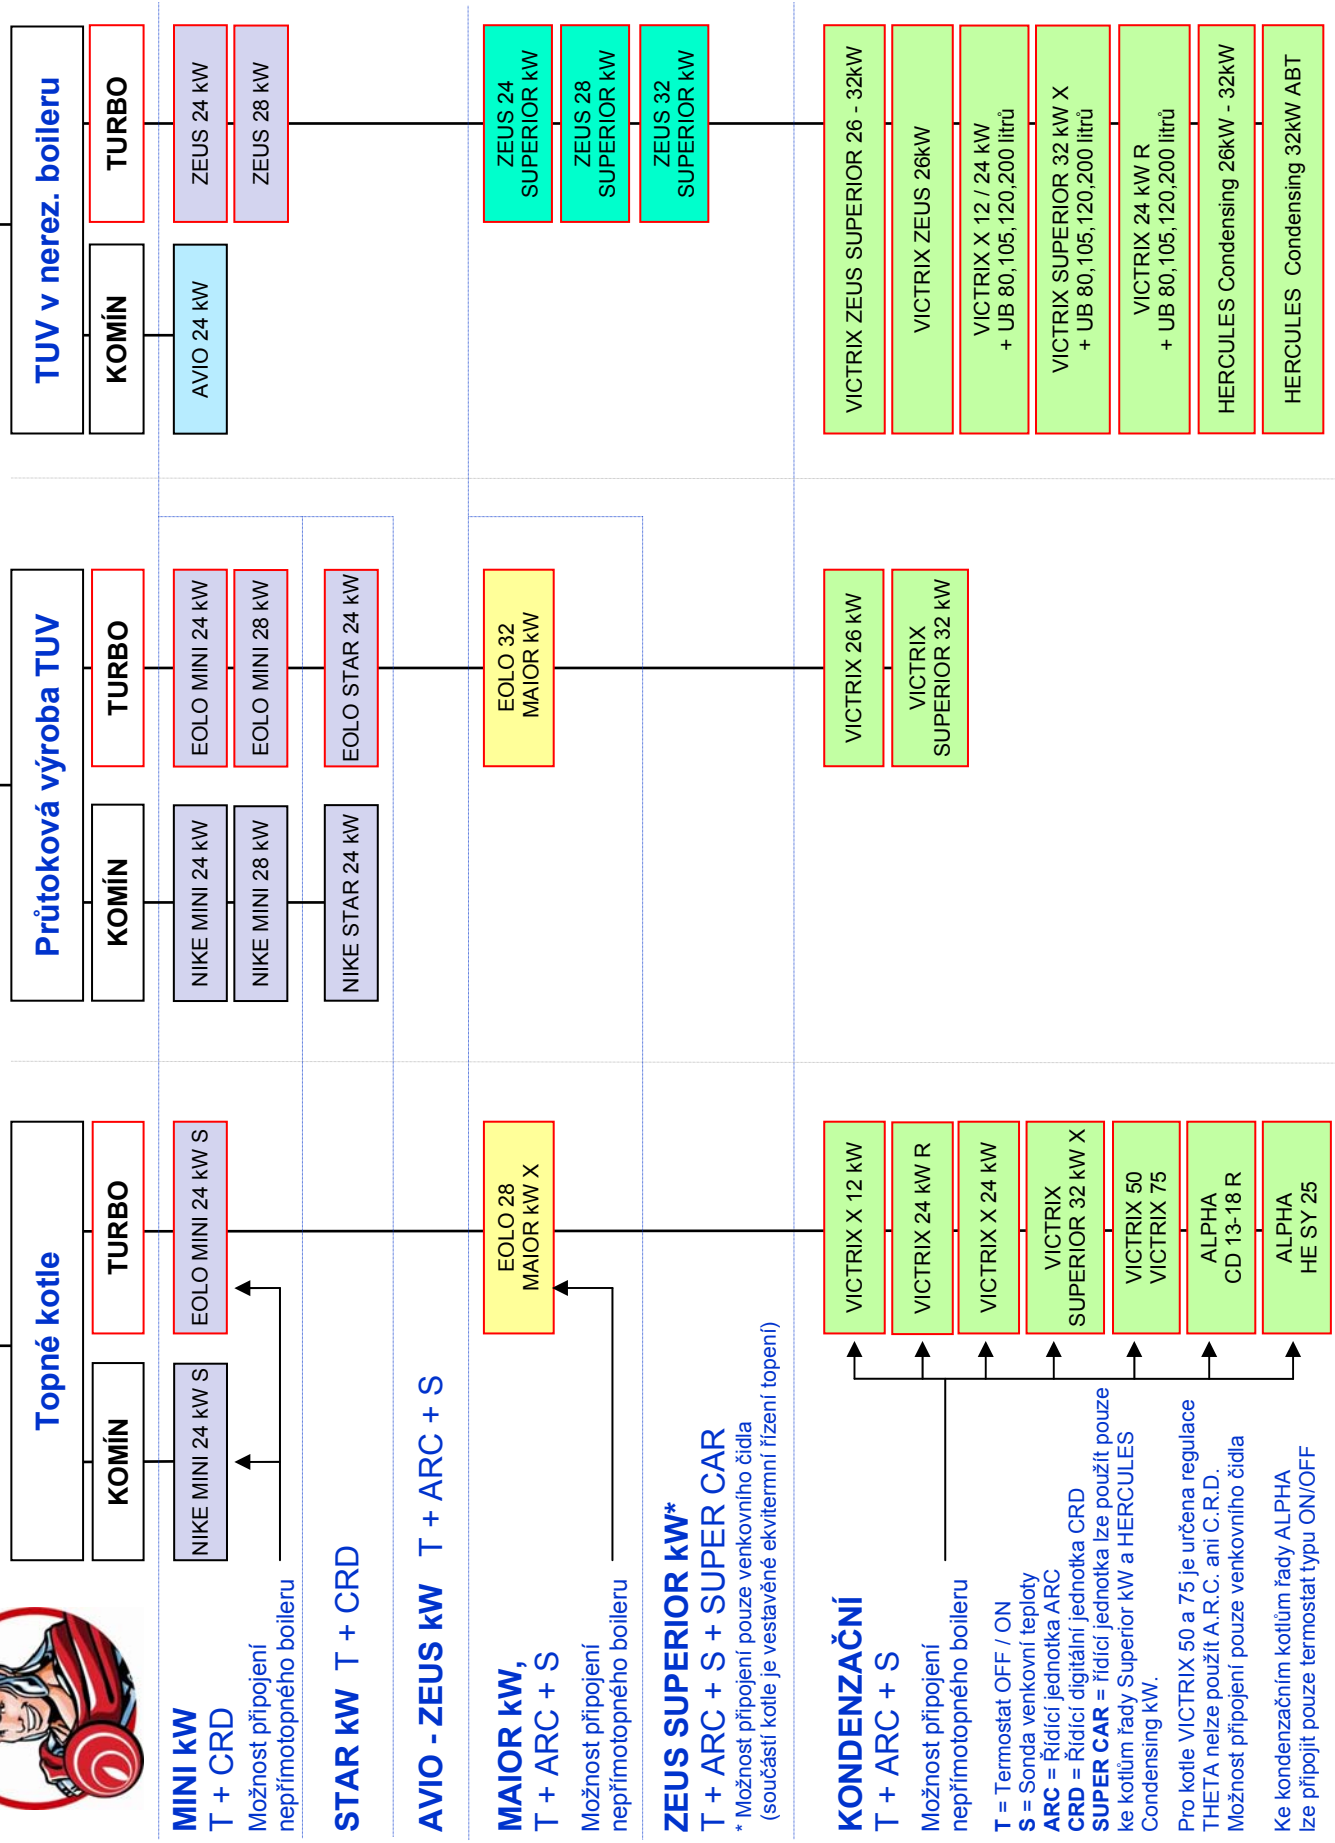 Topné kotle
KOMÍN
TURBO
Průtoková výroba TUV
KOMÍN
TURBO
TUV v nerez. boileru
KOMÍN
TURBO
MINI kW
T + CRD
Možnost připojení
nepřímotopného boileru
NIKE MINI 24 kW S
EOLO MINI 24 kW S
NIKE MINI 24 kW
NIKE MINI 28 kW
EOLO MINI 24 kW
EOLO MINI 28 kW
AVIO 24 kW
ZEUS 24 kW
ZEUS 28 kW
STAR kW T + CRD
NIKE STAR 24 kW
EOLO STAR 24 kW
AVIO - ZEUS kW T + ARC + S
MAIOR kW,
T + ARC + S
Možnost připojení
nepřímotopného boileru
EOLO 28
MAIOR kW X
EOLO 32
MAIOR kW
ZEUS 24
SUPERIOR kW
ZEUS 28
SUPERIOR kW
ZEUS 32
SUPERIOR kW
ZEUS SUPERIOR kW*
T + ARC + S + SUPER CAR
* Možnost připojení pouze venkovního čidla
(součástí kotle je vestavěné ekvitermní řízení topení)
KONDENZAČNÍ
T + ARC + S
Možnost připojení
nepřímotopného boileru
VICTRIX X 12 kW
VICTRIX 24 kW R
VICTRIX X 24 kW
VICTRIX
SUPERIOR 32 kW X
VICTRIX 50
VICTRIX 75
ALPHA
CD 13-18 R
ALPHA
HE SY 25
VICTRIX 26 kW
VICTRIX
SUPERIOR 32 kW
VICTRIX ZEUS SUPERIOR 26 - 32kW
VICTRIX ZEUS 26kW
VICTRIX X 12 / 24 kW
+ UB 80,105,120,200 litrů
VICTRIX SUPERIOR 32 kW X
+ UB 80,105,120,200 litrů
VICTRIX 24 kW R
+ UB 80,105,120,200 litrů
HERCULES Condensing 26kW - 32kW
HERCULES Condensing 32kW ABT
T = Termostat OFF / ON
S = Sonda venkovní teploty
ARC = Řídící jednotka ARC
CRD = Řídící digitální jednotka CRD
SUPER CAR = řídící jednotka lze použít pouze
ke kotlům řady Superior kW a HERCULES
Condensing kW.
Pro kotle VICTRIX 50 a 75 je určena regulace
THETA nelze použít A.R.C. ani C.R.D.
Možnost připojení pouze venkovního čidla
Ke kondenzačním kotlům řady ALPHA
lze připojit pouze termostat typu ON/OFF